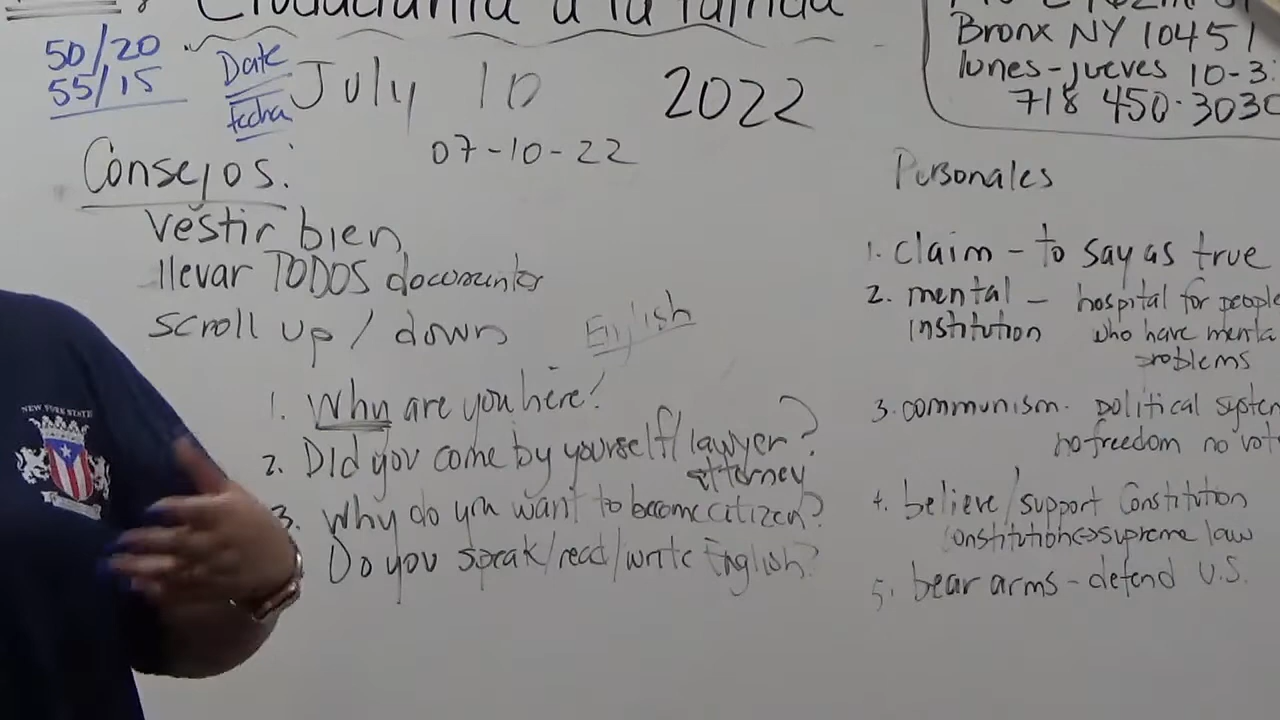 Ciudadanía a la
50/20
55/15
Date
Fecha
July 10 2022
07-10-22
Bronx NY 10451
lunes-jueves 10-3:
718 450-3030
Consejos:
vestir bien
llevar TODOS documentos
scroll up / down
English
1. Why are you here?
2. Did you come by yourself/lawyer?
attorney
3. Why do you want to become citizen?
Do you speak/read/write English?
Personales
1. claim - to say as true
2. mental - hospital for people
institution who have menta
problems
3. communism. political system
no freedom no vot
4. believe/support Constitution
constitution<=>supreme law
5. bear arms - defend U.S.
NEW YORK STATE